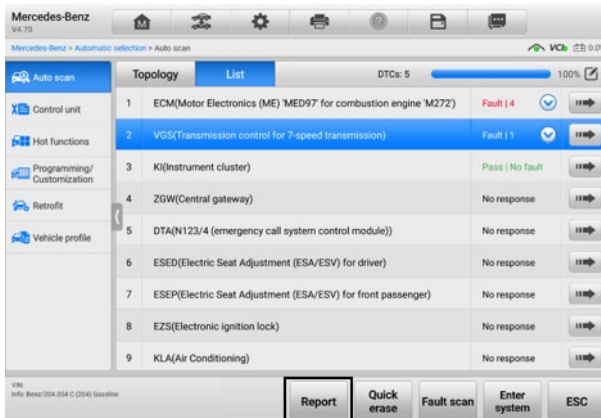 Mercedes-Benz
V4.70
Mercedes-Benz > Automatic selection > Auto scan
VCI
0.0
Auto scan
Control unit
Hot functions
Programming/
Customization
Retrofit
Vehicle profile
Topology List DTCs: 5 100%
1 ECM(Motor Electronics (ME) 'MED97' for combustion engine 'M272') Fault | 4
2 VGS(Transmission control for 7-speed transmission) Fault | 1
3 KI(Instrument cluster) Pass | No fault
4 ZGW(Central gateway) No response
5 DTA(N123/4 (emergency call system control module)) No response
6 ESED(Electric Seat Adjustment (ESA/ESV) for driver) No response
7 ESEP(Electric Seat Adjustment (ESA/ESV) for front passenger) No response
8 EZS(Electronic ignition lock) No response
9 KLA(Air Conditioning) No response
VIN:
Info: Benz/204.354 C (204) Gasoline
Report
Quick
erase
Fault scan
Enter
system
ESC